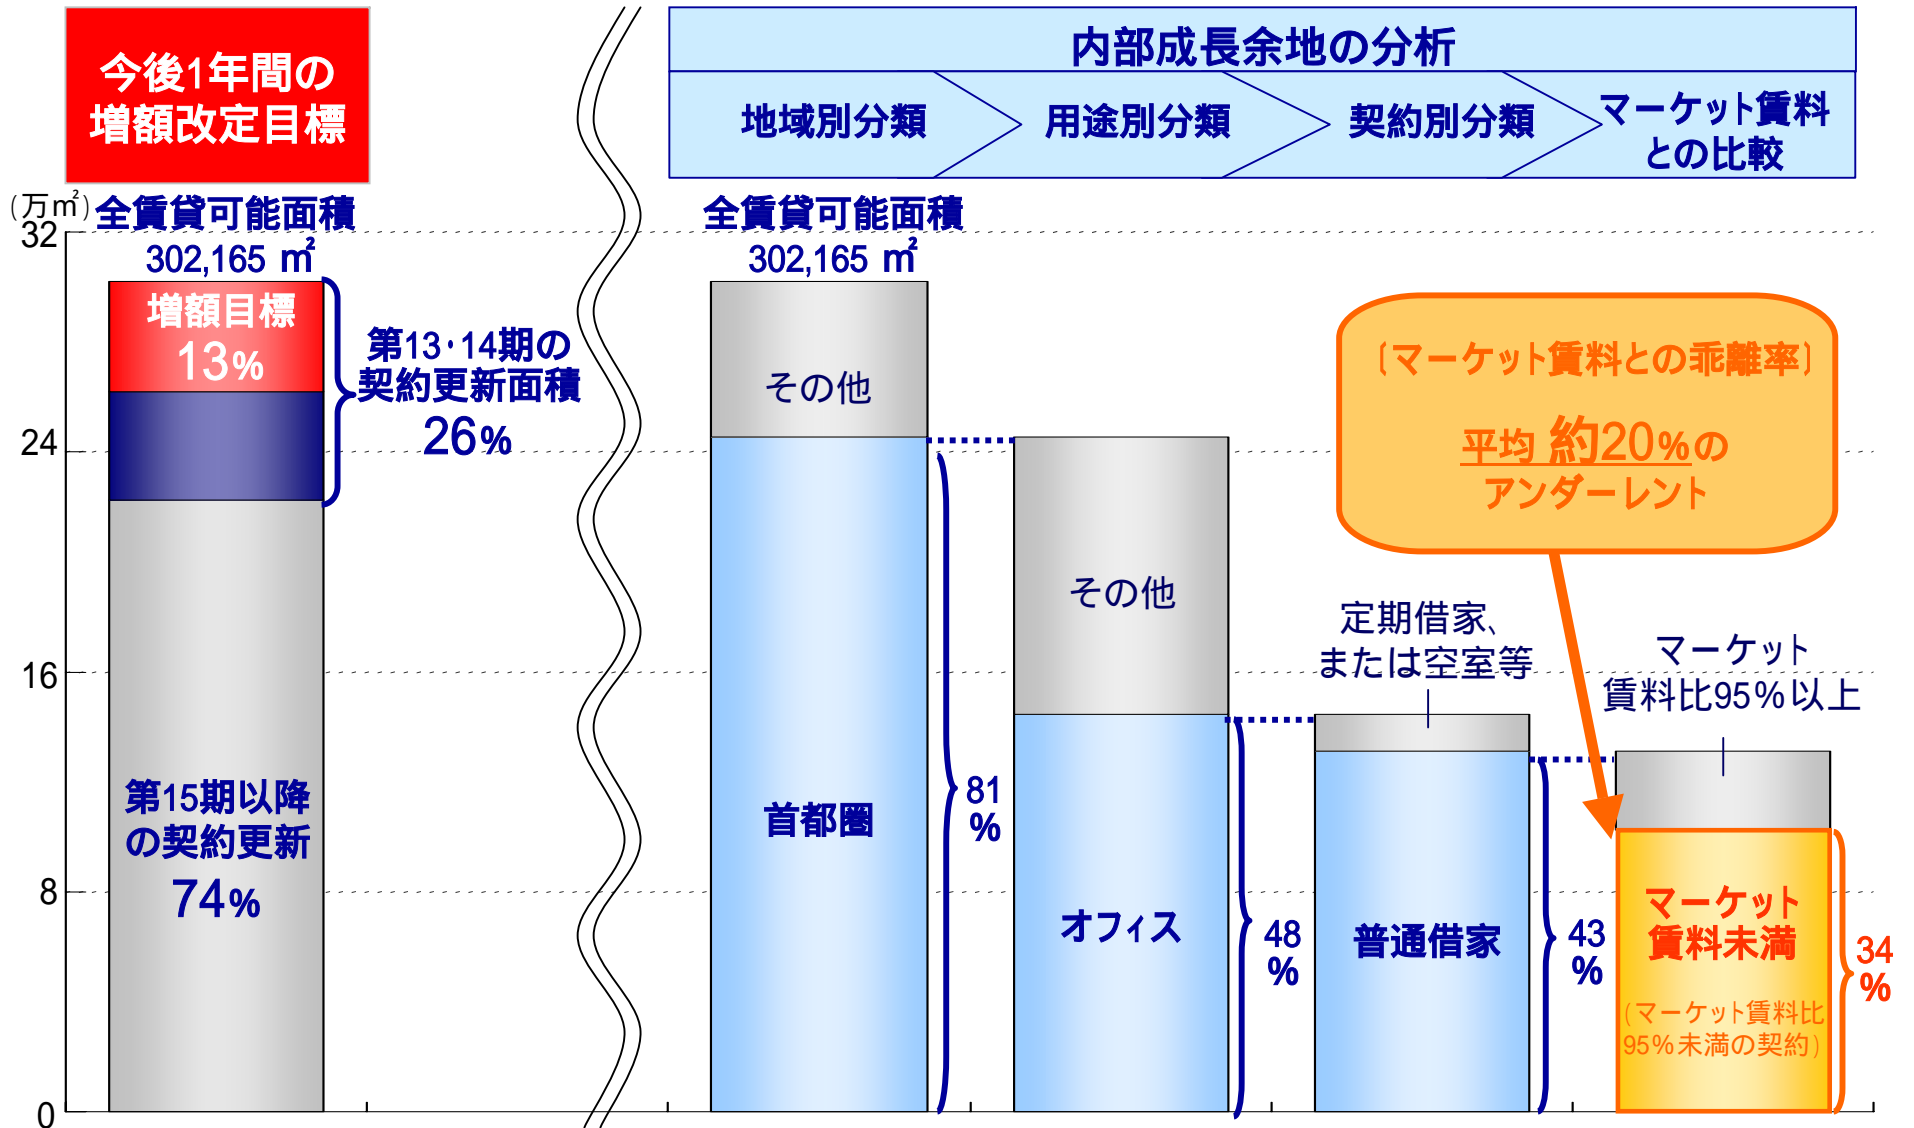 今後1年間の
増額改定目標
内部成長余地の分析
地域別分類
用途別分類
契約別分類
マーケット賃料
との比較
(万㎡)
全賃貸可能面積
302,165 ㎡
全賃貸可能面積
302,165 ㎡
32
24
16
8
0
増額目標
13%
第13・14期の
契約更新面積
26%
第15期以降
の契約更新
74%
その他
首都圏
81
%
その他
オフィス
48
%
定期借家、
または空室等
普通借家
43
%
〔マーケット賃料との乖離率〕
平均 約20%の
アンダーレント
マーケット
賃料比95%以上
マーケット
賃料未満
(マーケット賃料比
95%未満の契約)
34
%